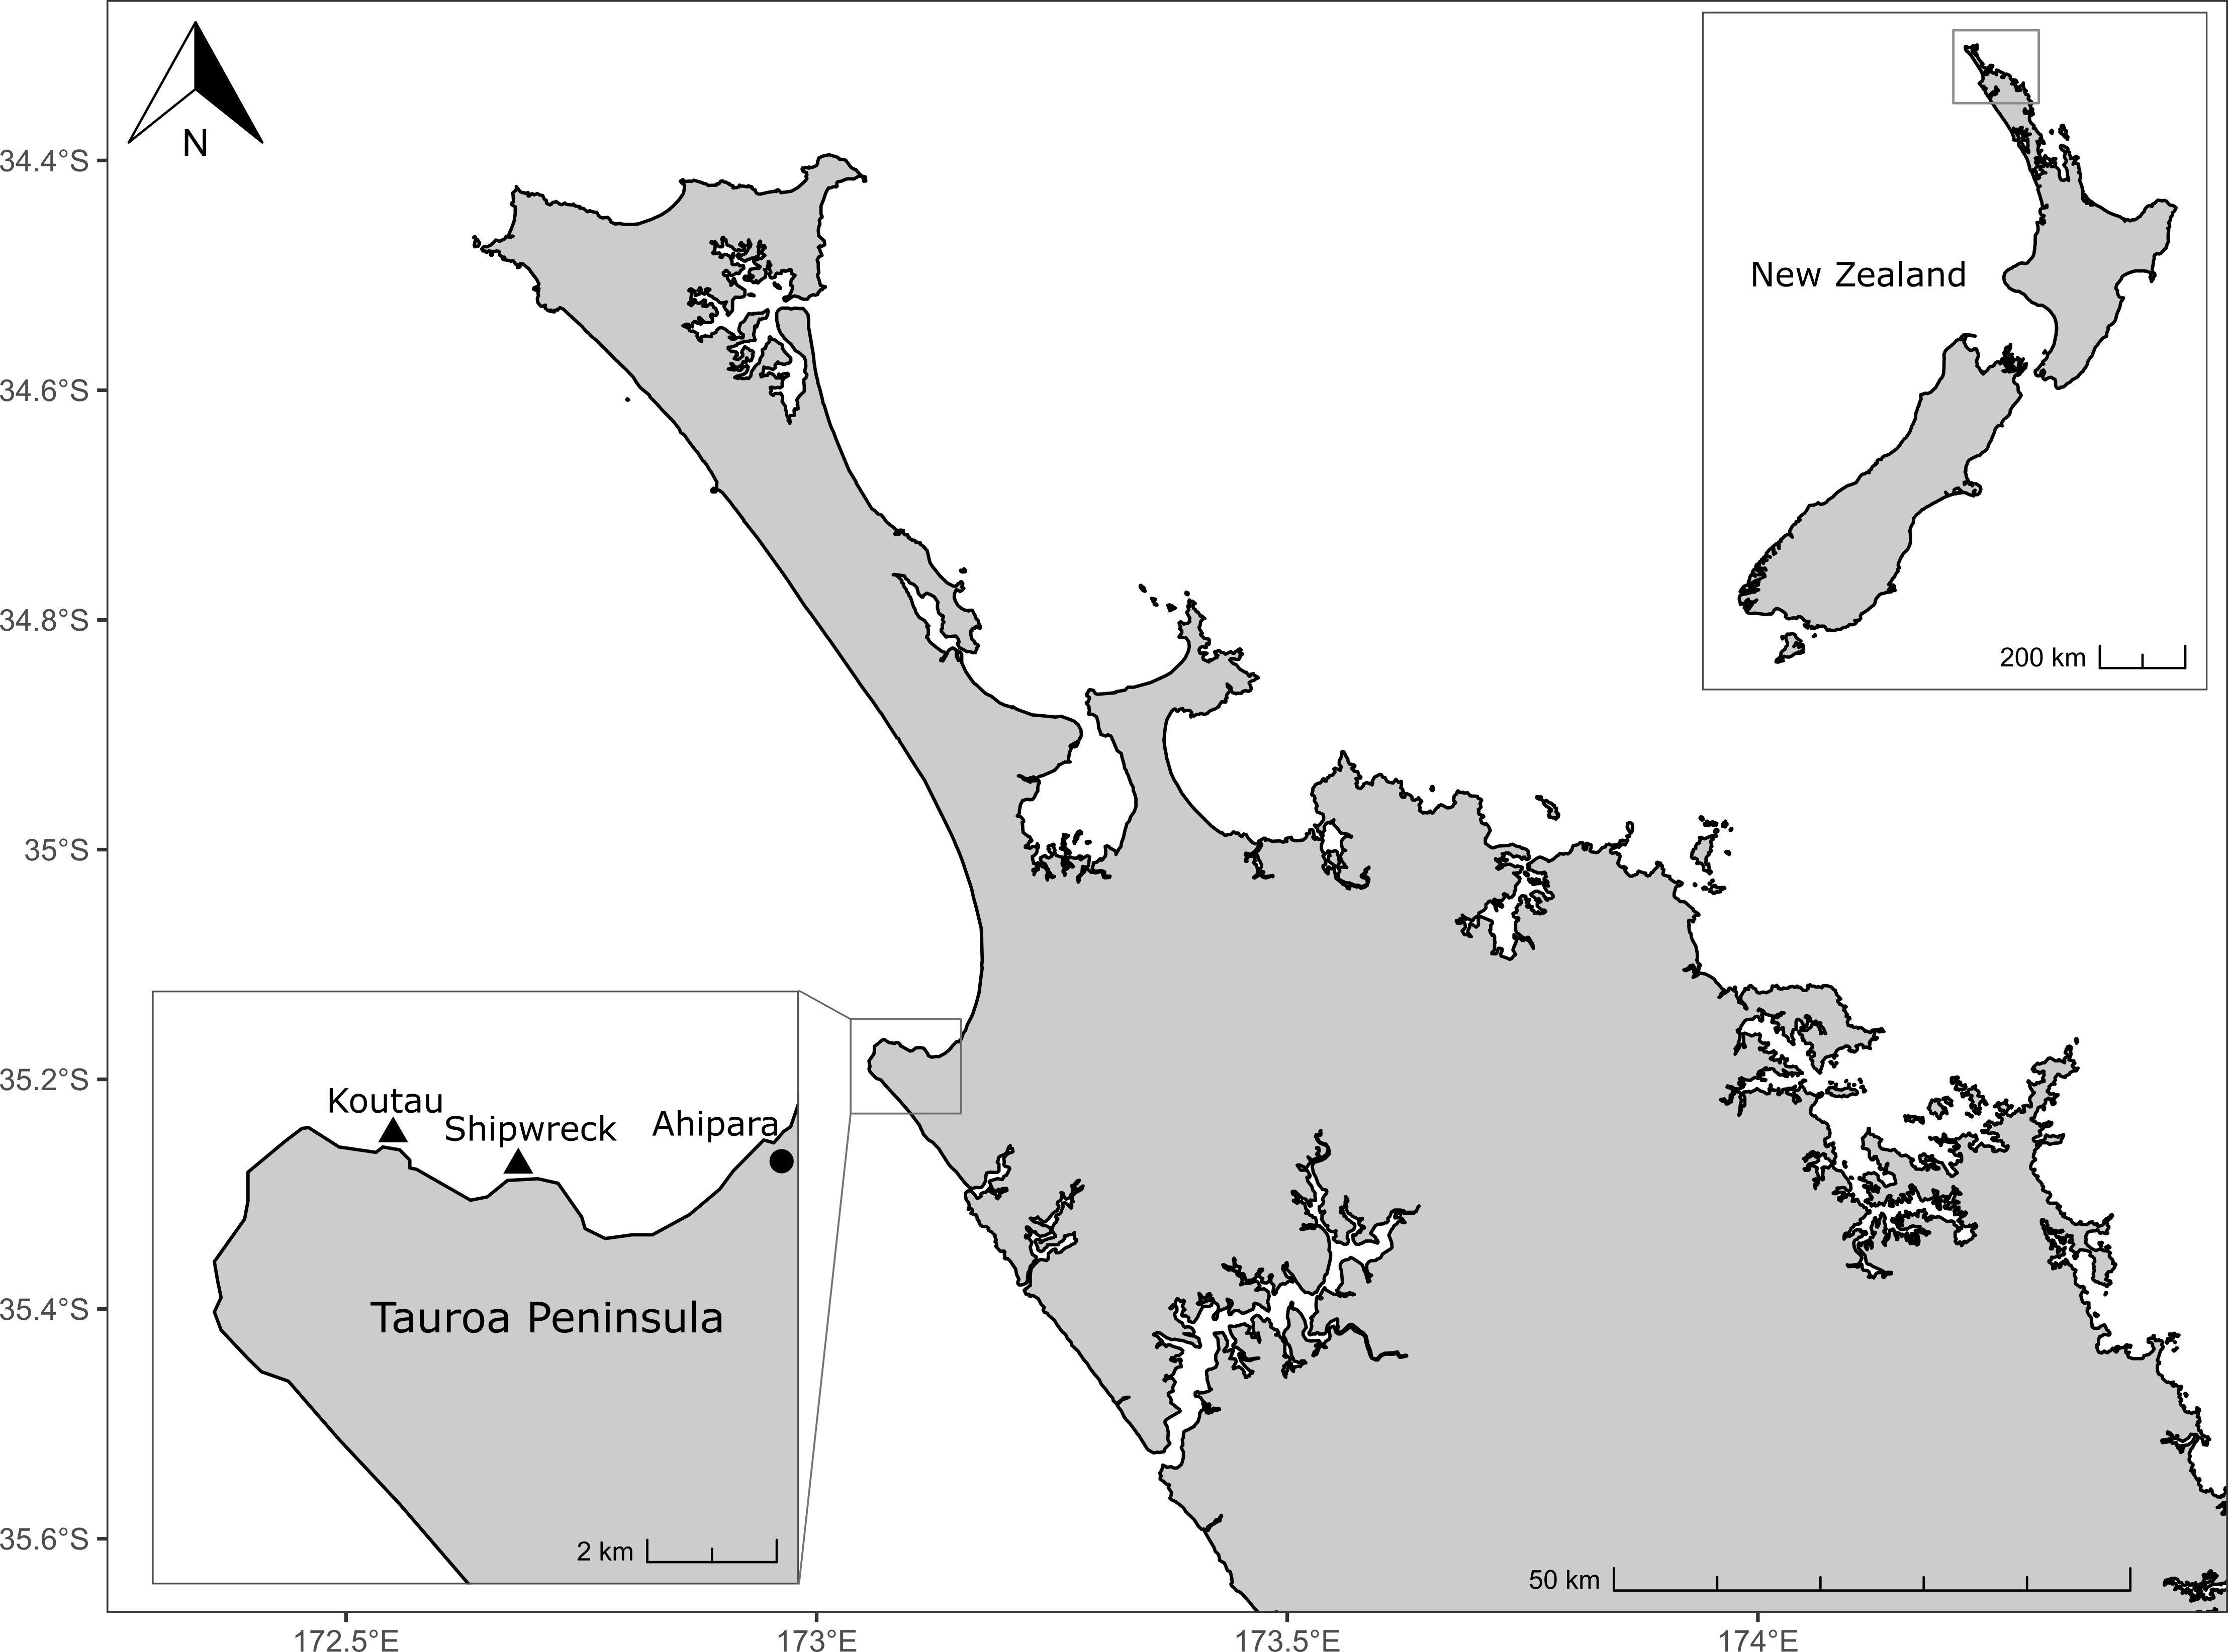 N
New Zealand
200 km
34.4°S
34.6°S
34.8°S
35°S
35.2°S
35.4°S
35.6°S
Koutau
Shipwreck
Ahipara
Tauroa Peninsula
2 km
50 km
172.5°E
173°E
173.5°E
174°E